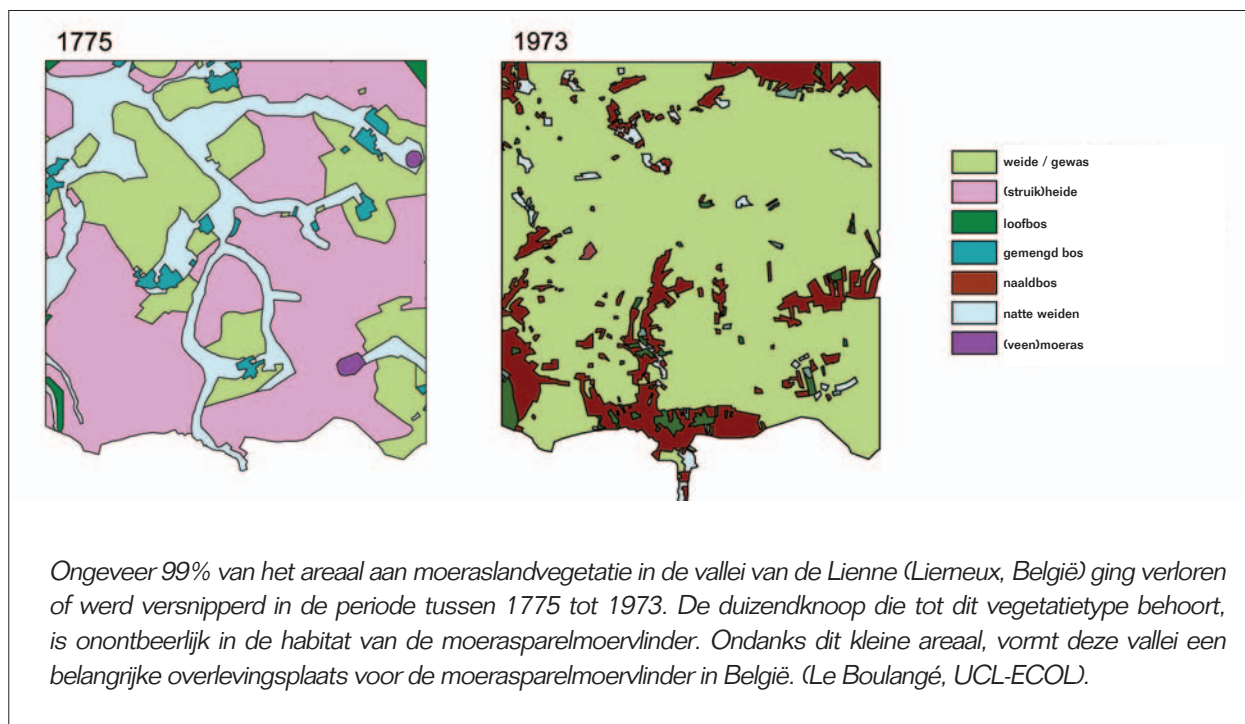 1775
1973
weide / gewas
(struik)heide
loofbos
gemengd bos
naaldbos
natte weiden
(veen)moeras
Ongeveer 99% van het areaal aan moeraslandvegetatie in de vallei van de Lienne (Lierneux, België) ging verloren
of werd versnipperd in de periode tussen 1775 tot 1973. De duizendknoop die tot dit vegetatietype behoort,
is onontbeerlijk in de habitat van de moerasparelmoervlinder. Ondanks dit kleine areaal, vormt deze vallei een
belangrijke overlevingsplaats voor de moerasparelmoervlinder in België. (Le Boulangé, UCL-ECOL).